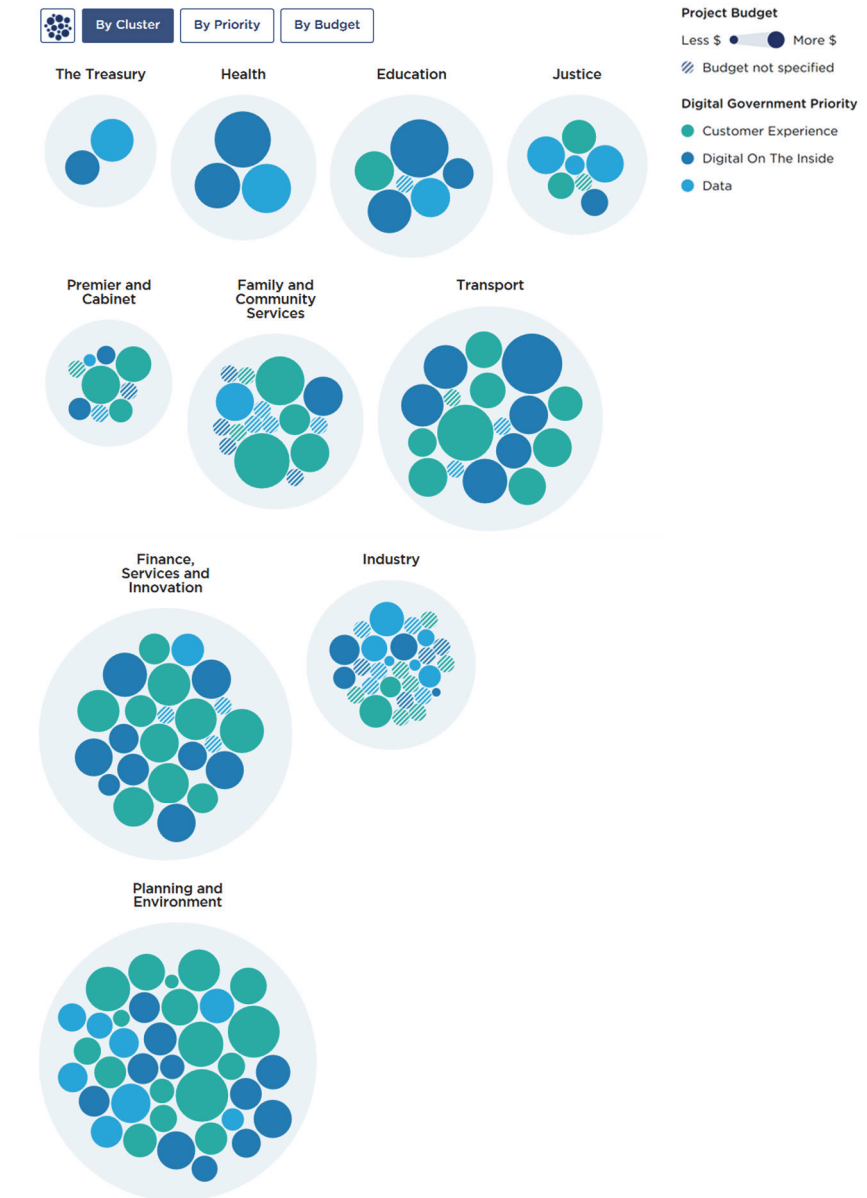 By Cluster
By Priority
By Budget
Project Budget
Less $
More $
Budget not specified
Digital Government Priority
Customer Experience
Digital On The Inside
Data
The Treasury
Health
Education
Justice
Premier and
Cabinet
Family and
Community
Services
Transport
Finance,
Services and
Innovation
Industry
Planning and
Environment